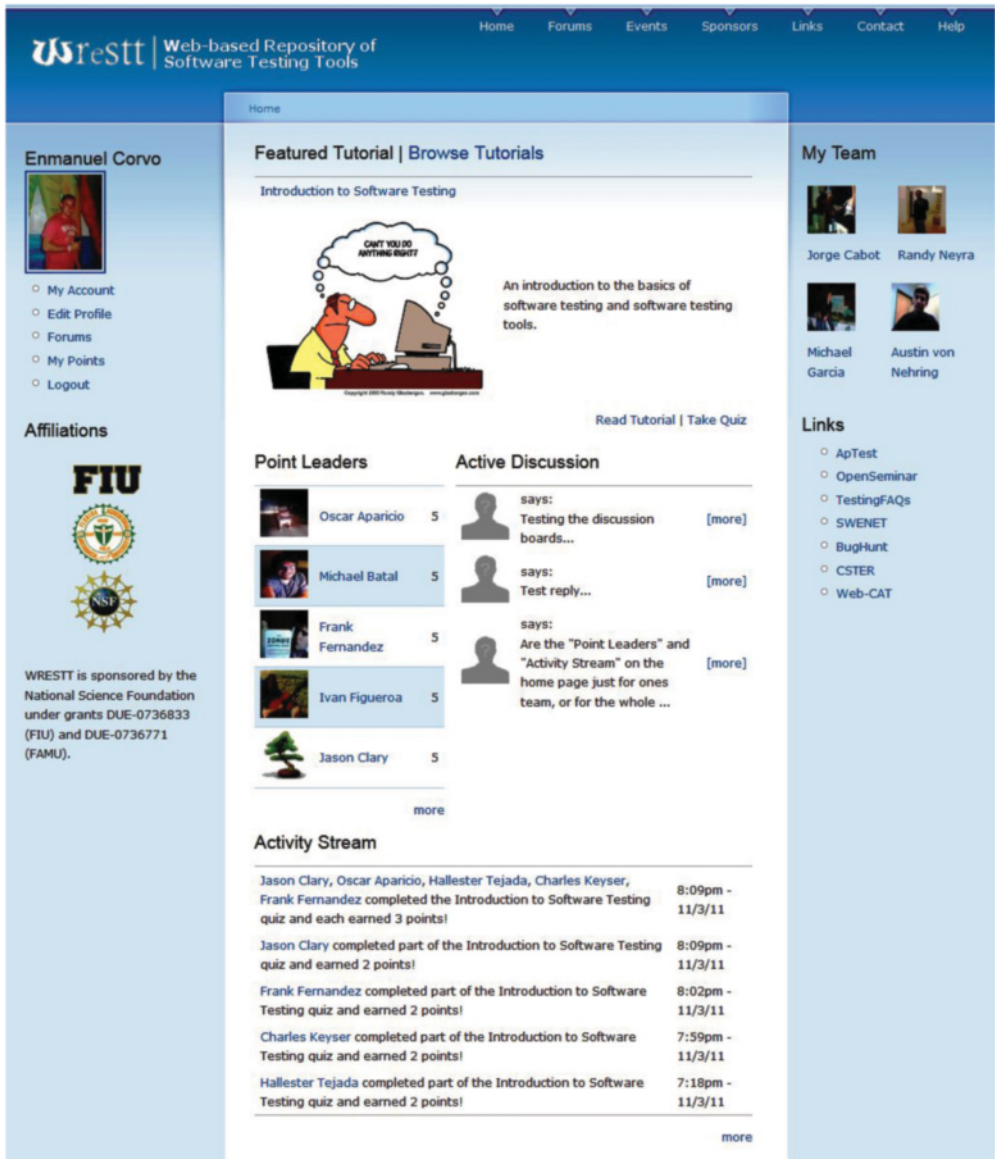 Home Forums Events Sponsors Links Contact Help
WreStt | Web-based Repository of
Software Testing Tools
Home
Enmanuel Corvo
My Account
Edit Profile
Forums
My Points
Logout
Affiliations
FIU
NSF
WRESTT is sponsored by the
National Science Foundation
under grants DUE-0736833
(FIU) and DUE-0736771
(FAMU).
Featured Tutorial | Browse Tutorials
Introduction to Software Testing
CAN'T YOU DO
ANYTHING RIGHT?
An introduction to the basics of
software testing and software testing
tools.
Read Tutorial | Take Quiz
Point Leaders
Oscar Aparicio 5
Michael Batal 5
Frank
Fernandez 5
Ivan Figueroa 5
Jason Clary 5
more
Active Discussion
says:
Testing the discussion
boards... [more]
says:
Test reply... [more]
says:
Are the "Point Leaders" and
"Activity Stream" on the [more]
home page just for ones
team, or for the whole ...
Activity Stream
Jason Clary, Oscar Aparicio, Hallester Tejada, Charles Keyser, 8:09pm -
Frank Fernandez completed the Introduction to Software Testing 11/3/11
quiz and each earned 3 points!
Jason Clary completed part of the Introduction to Software Testing 8:09pm -
quiz and earned 2 points! 11/3/11
Frank Fernandez completed part of the Introduction to Software 8:02pm -
Testing quiz and earned 2 points! 11/3/11
Charles Keyser completed part of the Introduction to Software 7:59pm -
Testing quiz and earned 2 points! 11/3/11
Hallester Tejada completed part of the Introduction to Software 7:18pm -
Testing quiz and earned 2 points! 11/3/11
more
My Team
Jorge Cabot Randy Neyra
Michael Austin von
Garcia Nehring
Links
ApTest
OpenSeminar
TestingFAQs
SWENET
BugHunt
CSTER
Web-CAT